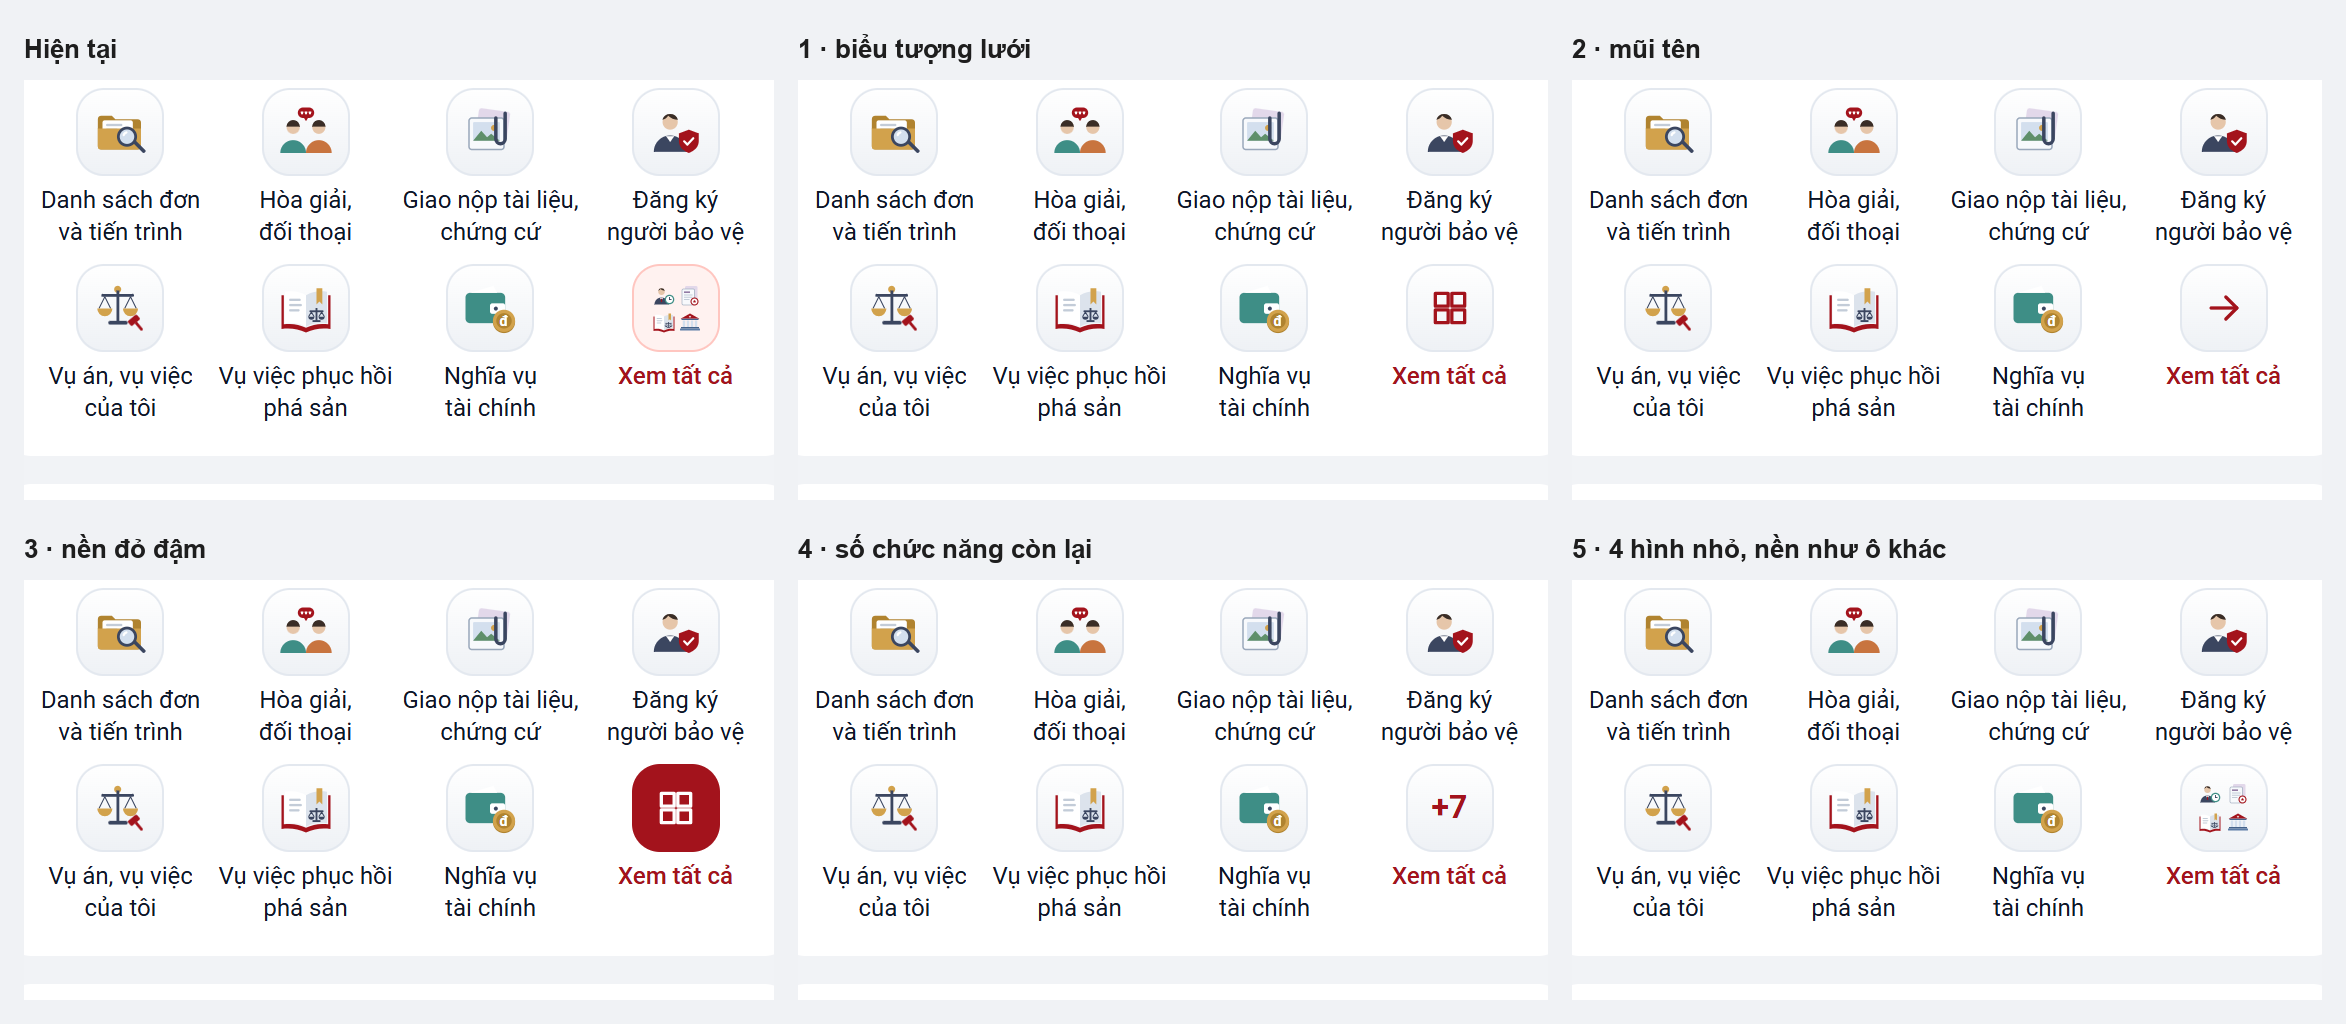 Hiện tại
Danh sách đơn
và tiến trình
Hòa giải,
đối thoại
Giao nộp tài liệu,
chứng cứ
Đăng ký
người bảo vệ
Vụ án, vụ việc
của tôi
Vụ việc phục hồi
phá sản
đ
Nghĩa vụ
tài chính
Xem tất cả
1 · biểu tượng lưới
Danh sách đơn
và tiến trình
Hòa giải,
đối thoại
Giao nộp tài liệu,
chứng cứ
Đăng ký
người bảo vệ
Vụ án, vụ việc
của tôi
Vụ việc phục hồi
phá sản
đ
Nghĩa vụ
tài chính
Xem tất cả
2 · mũi tên
Danh sách đơn
và tiến trình
Hòa giải,
đối thoại
Giao nộp tài liệu,
chứng cứ
Đăng ký
người bảo vệ
Vụ án, vụ việc
của tôi
Vụ việc phục hồi
phá sản
đ
Nghĩa vụ
tài chính
Xem tất cả
3 · nền đỏ đậm
Danh sách đơn
và tiến trình
Hòa giải,
đối thoại
Giao nộp tài liệu,
chứng cứ
Đăng ký
người bảo vệ
Vụ án, vụ việc
của tôi
Vụ việc phục hồi
phá sản
đ
Nghĩa vụ
tài chính
Xem tất cả
4 · số chức năng còn lại
Danh sách đơn
và tiến trình
Hòa giải,
đối thoại
Giao nộp tài liệu,
chứng cứ
Đăng ký
người bảo vệ
Vụ án, vụ việc
của tôi
Vụ việc phục hồi
phá sản
đ
Nghĩa vụ
tài chính
+7
Xem tất cả
5 · 4 hình nhỏ, nền như ô khác
Danh sách đơn
và tiến trình
Hòa giải,
đối thoại
Giao nộp tài liệu,
chứng cứ
Đăng ký
người bảo vệ
Vụ án, vụ việc
của tôi
Vụ việc phục hồi
phá sản
đ
Nghĩa vụ
tài chính
Xem tất cả